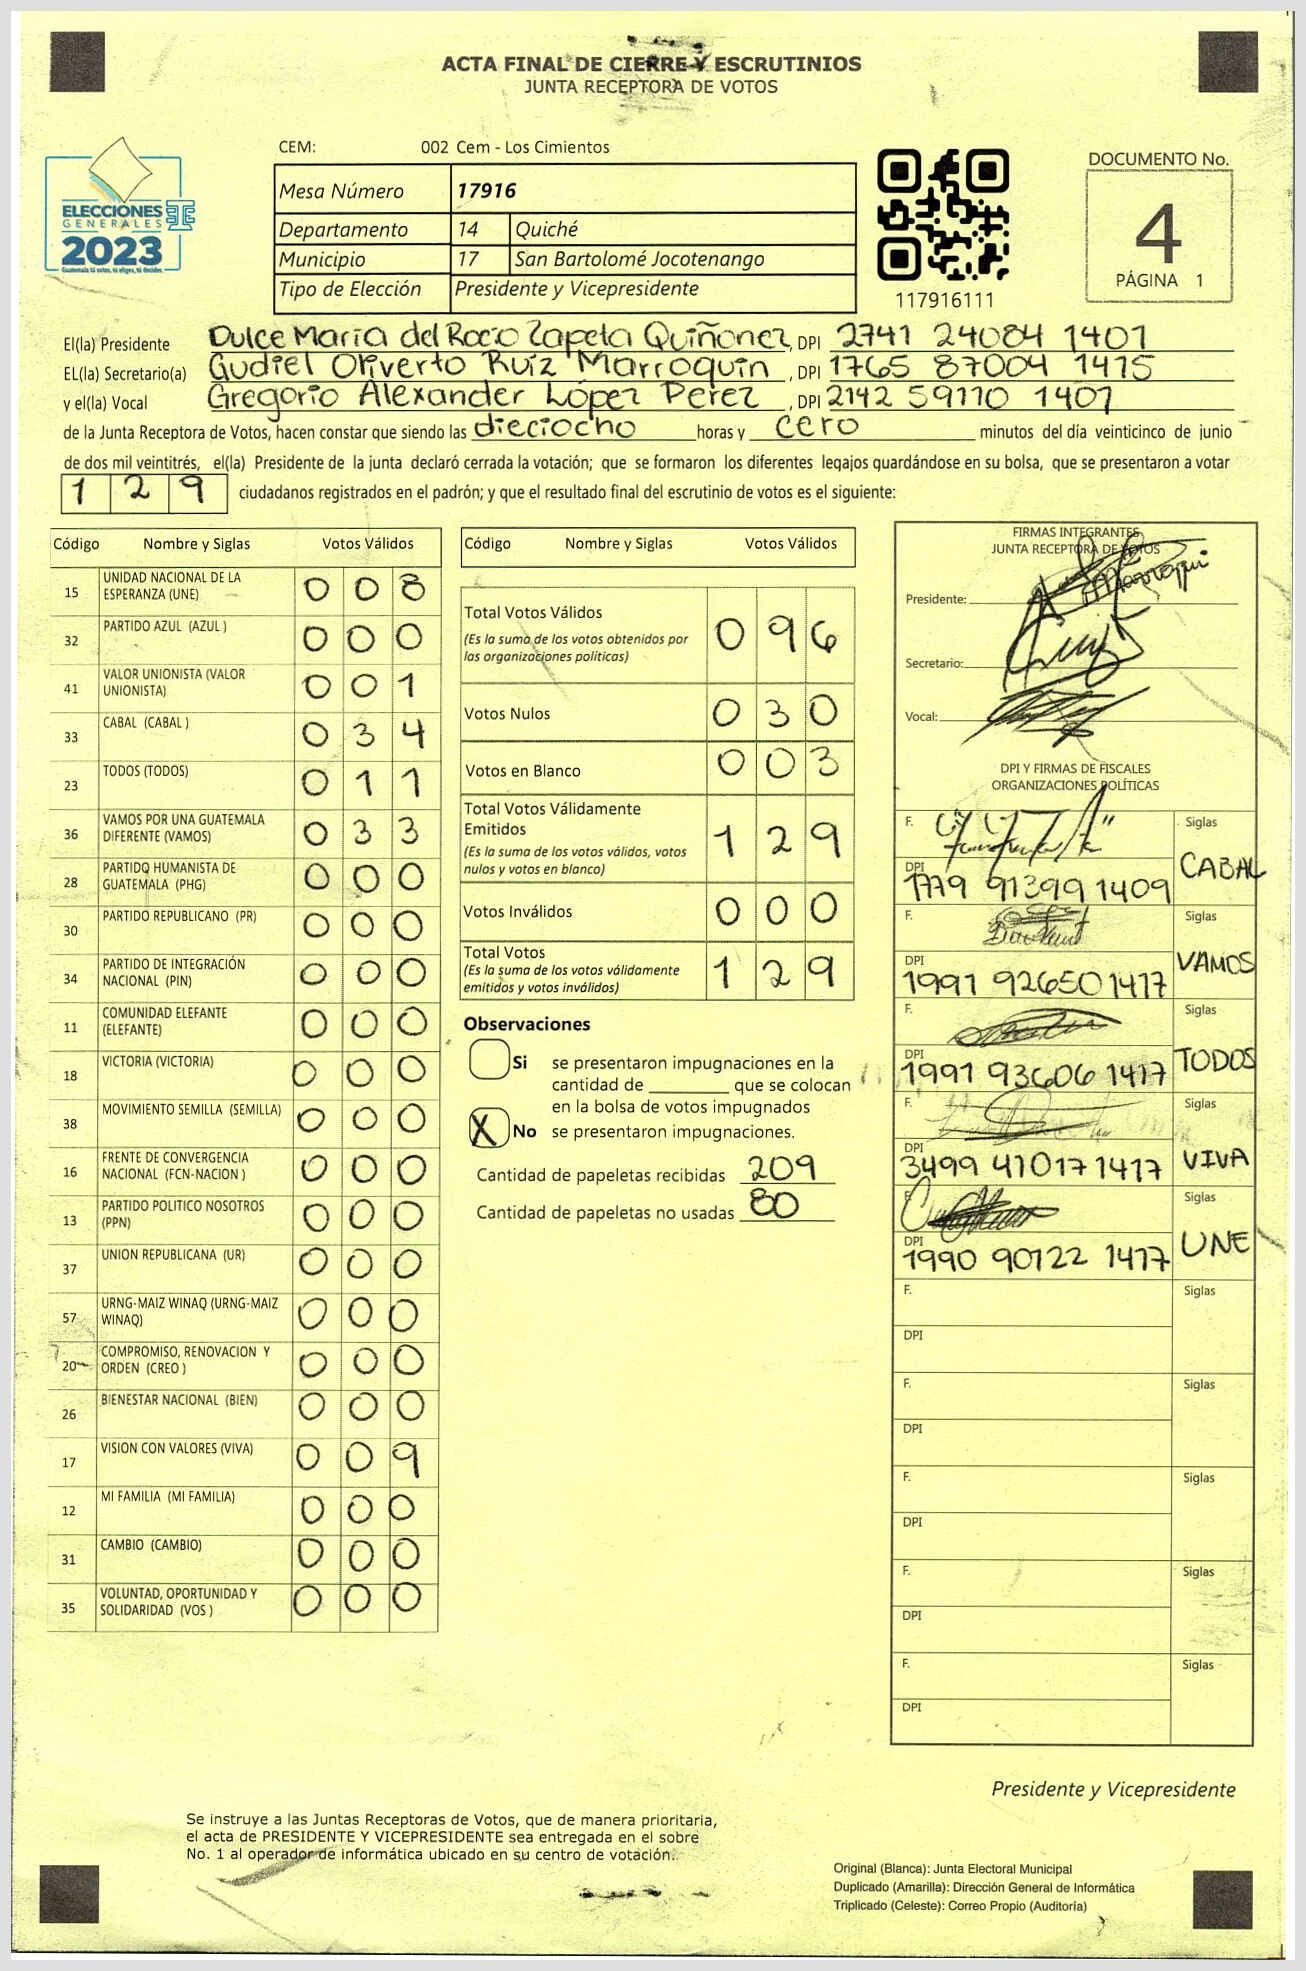 ACTA FINAL DE CIERRE Y ESCRUTINIOS
JUNTA RECEPTORA DE VOTOS
CEM: 002 Cem - Los Cimientos
ELECCIONES
GENERALES
2023
Mesa Número 17916
Departamento 14 Quiché
Municipio 17 San Bartolomé Jocotenango
Tipo de Elección Presidente y Vicepresidente
117916111
DOCUMENTO No.
4
PÁGINA 1
El(la) Presidente Dulce María del Rocío Zapeta Quiñonez, DPI 2741 24084 1401
EL(la) Secretario(a) Gudiel Oliverto Ruíz Marroquín, DPI 1765 87004 1415
y el(la) Vocal Gregorio Alexander López Perez, DPI 2142 59170 1407
de la Junta Receptora de Votos, hacen constar que siendo las dieciocho horas y cero minutos del día veinticinco de junio
de dos mil veintitrés, el(la) Presidente de la junta declaró cerrada la votación; que se formaron los diferentes legajos guardándose en su bolsa, que se presentaron a votar
1 2 9 ciudadanos registrados en el padrón; y que el resultado final del escrutinio de votos es el siguiente:
Código Nombre y Siglas Votos Válidos
15 UNIDAD NACIONAL DE LA ESPERANZA (UNE) 0 0 8
32 PARTIDO AZUL (AZUL ) 0 0 0
41 VALOR UNIONISTA (VALOR UNIONISTA) 0 0 1
33 CABAL (CABAL ) 0 3 4
23 TODOS (TODOS) 0 1 1
36 VAMOS POR UNA GUATEMALA DIFERENTE (VAMOS) 0 3 3
28 PARTIDO HUMANISTA DE GUATEMALA (PHG) 0 0 0
30 PARTIDO REPUBLICANO (PR) 0 0 0
34 PARTIDO DE INTEGRACIÓN NACIONAL (PIN) 0 0 0
11 COMUNIDAD ELEFANTE (ELEFANTE) 0 0 0
18 VICTORIA (VICTORIA) 0 0 0
38 MOVIMIENTO SEMILLA (SEMILLA) 0 0 0
16 FRENTE DE CONVERGENCIA NACIONAL (FCN-NACION ) 0 0 0
13 PARTIDO POLITICO NOSOTROS (PPN) 0 0 0
37 UNION REPUBLICANA (UR) 0 0 0
57 URNG-MAIZ WINAQ (URNG-MAIZ WINAQ) 0 0 0
20 COMPROMISO, RENOVACION Y ORDEN (CREO ) 0 0 0
26 BIENESTAR NACIONAL (BIEN) 0 0 0
17 VISION CON VALORES (VIVA) 0 0 9
12 MI FAMILIA (MI FAMILIA) 0 0 0
31 CAMBIO (CAMBIO) 0 0 0
35 VOLUNTAD, OPORTUNIDAD Y SOLIDARIDAD (VOS ) 0 0 0
Código Nombre y Siglas Votos Válidos
Total Votos Válidos 0 9 6
(Es la suma de los votos obtenidos por
las organizaciones políticas)
Votos Nulos 0 3 0
Votos en Blanco 0 0 3
Total Votos Válidamente
Emitidos 1 2 9
(Es la suma de los votos válidos, votos
nulos y votos en blanco)
Votos Inválidos 0 0 0
Total Votos 1 2 9
(Es la suma de los votos válidamente
emitidos y votos inválidos)
Observaciones
Si se presentaron impugnaciones en la
cantidad de ________ que se colocan
en la bolsa de votos impugnados
X No se presentaron impugnaciones.
Cantidad de papeletas recibidas 209
Cantidad de papeletas no usadas 80
FIRMAS INTEGRANTES
JUNTA RECEPTORA DE VOTOS
Presidente:
Secretario:
Vocal:
DPI Y FIRMAS DE FISCALES
ORGANIZACIONES POLÍTICAS
F. Siglas
DPI 1779 91399 1409 CABAL
F. Siglas
DPI 1991 92650 1417 VAMOS
F. Siglas
DPI 1991 93606 1417 TODOS
F. Siglas
DPI 3499 41017 1417 VIVA
F. Siglas
DPI 1990 90122 1417 UNE
F. Siglas
DPI
F. Siglas
DPI
F. Siglas
DPI
F. Siglas
DPI
F. Siglas
DPI
Presidente y Vicepresidente
Se instruye a las Juntas Receptoras de Votos, que de manera prioritaria,
el acta de PRESIDENTE Y VICEPRESIDENTE sea entregada en el sobre
No. 1 al operador de informática ubicado en su centro de votación.
Original (Blanca): Junta Electoral Municipal
Duplicado (Amarilla): Dirección General de Informática
Triplicado (Celeste): Correo Propio (Auditoría)